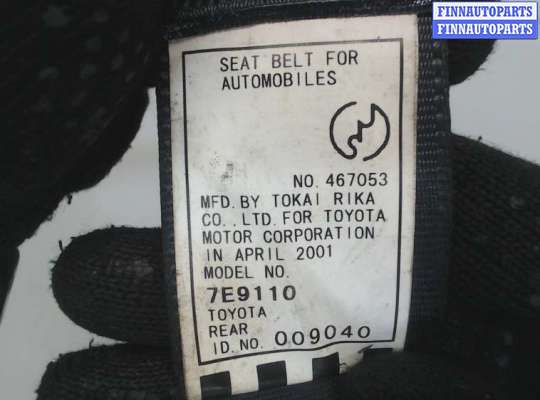 FINNAUTOPARTS
FINNAUTOPARTS
SEAT BELT FOR
AUTOMOBILES
NO. 467053
MFD. BY TOKAI RIKA
CO., LTD. FOR TOYOTA
MOTOR CORPORATION
IN APRIL 2001
MODEL NO.
7E9110
TOYOTA
REAR
ID. NO. 009040